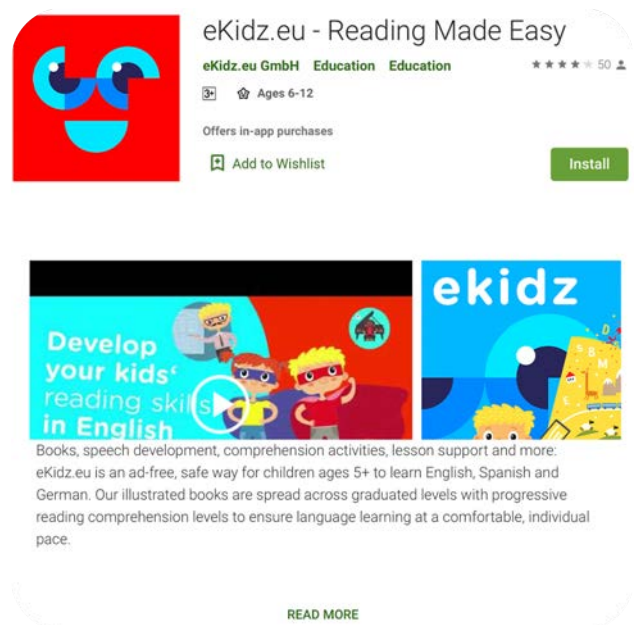 eKidz.eu - Reading Made Easy
eKidz.eu GmbH Education Education 50
3+ Ages 6-12
Offers in-app purchases
Add to Wishlist
Install
Develop
your kids‘
reading skills
in English
ekidz
S B
M
E
D
Books, speech development, comprehension activities, lesson support and more:
eKidz.eu is an ad-free, safe way for children ages 5+ to learn English, Spanish and
German. Our illustrated books are spread across graduated levels with progressive
reading comprehension levels to ensure language learning at a comfortable, individual
pace.
READ MORE